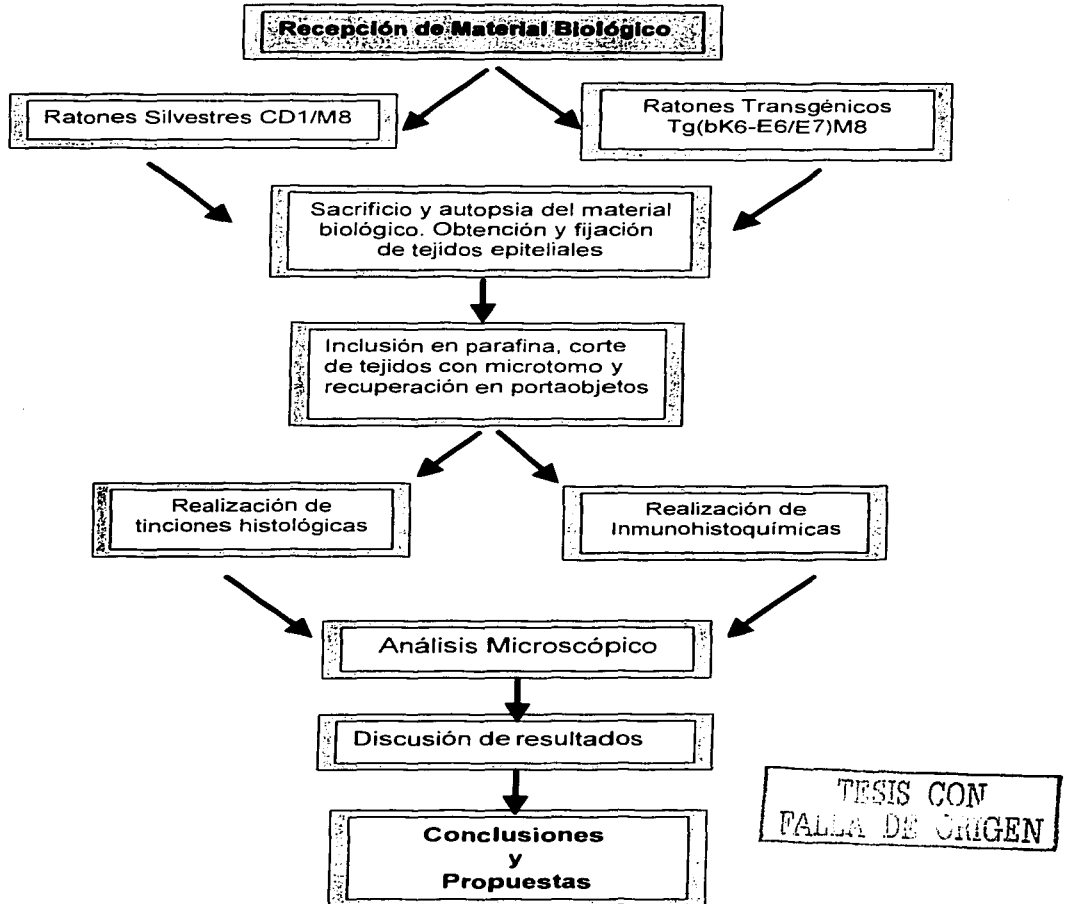 Recepción de Material Biológico
Ratones Silvestres CD1/M8
Ratones Transgénicos
Tg(bK6-E6/E7)M8
Sacrificio y autopsia del material
biológico. Obtención y fijación
de tejidos epiteliales
Inclusión en parafina, corte
de tejidos con microtomo y
recuperación en portaobjetos
Realización de
tinciones histológicas
Realización de
Inmunohistoquímicas
Análisis Microscópico
Discusión de resultados
Conclusiones
y
Propuestas
TESIS CON
FALLA DE ORIGEN